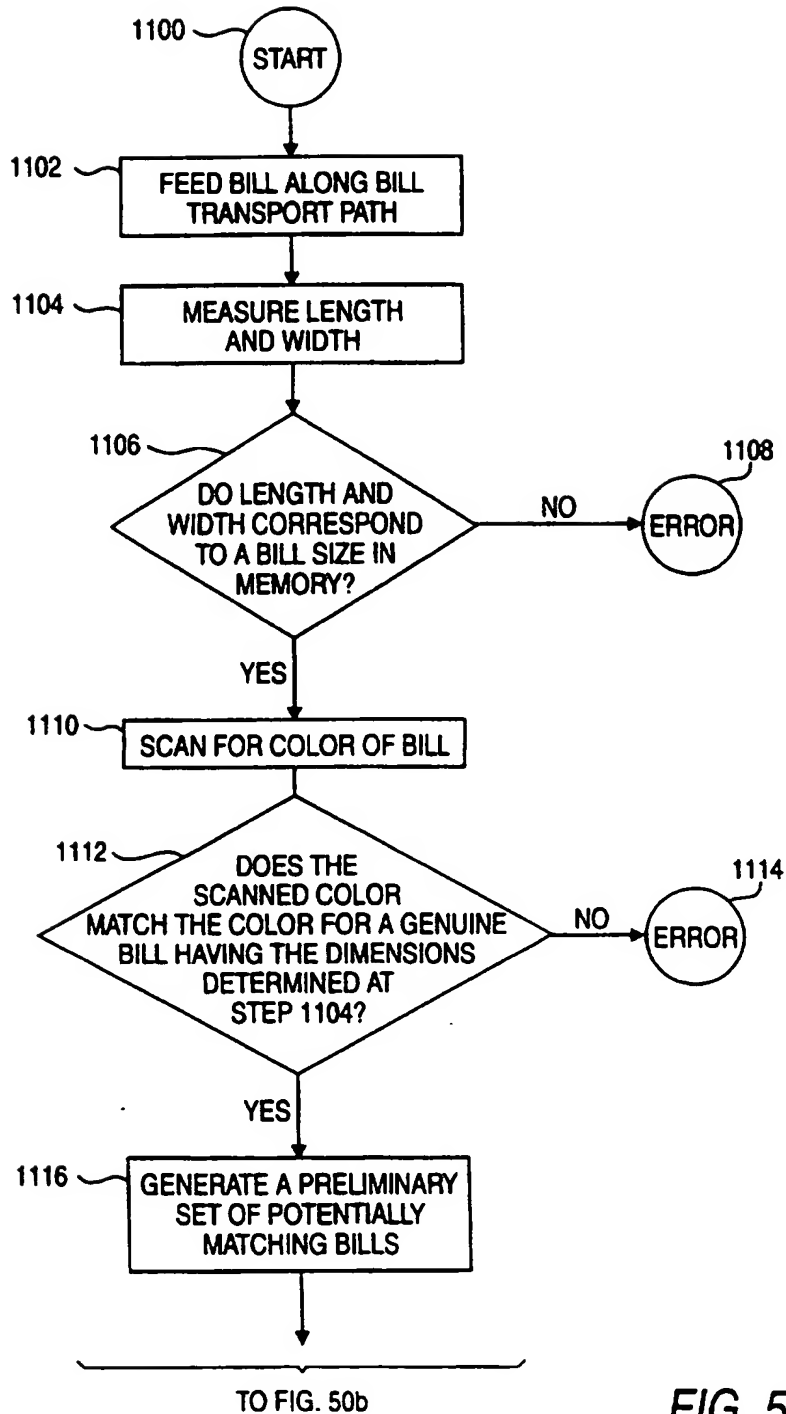 1100
START
1102
FEED BILL ALONG BILL
TRANSPORT PATH
1104
MEASURE LENGTH
AND WIDTH
1106
DO LENGTH AND
WIDTH CORRESPOND
TO A BILL SIZE IN
MEMORY?
NO
1108
ERROR
YES
1110
SCAN FOR COLOR OF BILL
1112
DOES THE
SCANNED COLOR
MATCH THE COLOR FOR A GENUINE
BILL HAVING THE DIMENSIONS
DETERMINED AT
STEP 1104?
NO
1114
ERROR
YES
1116
GENERATE A PRELIMINARY
SET OF POTENTIALLY
MATCHING BILLS
TO FIG. 50b
FIG. 5